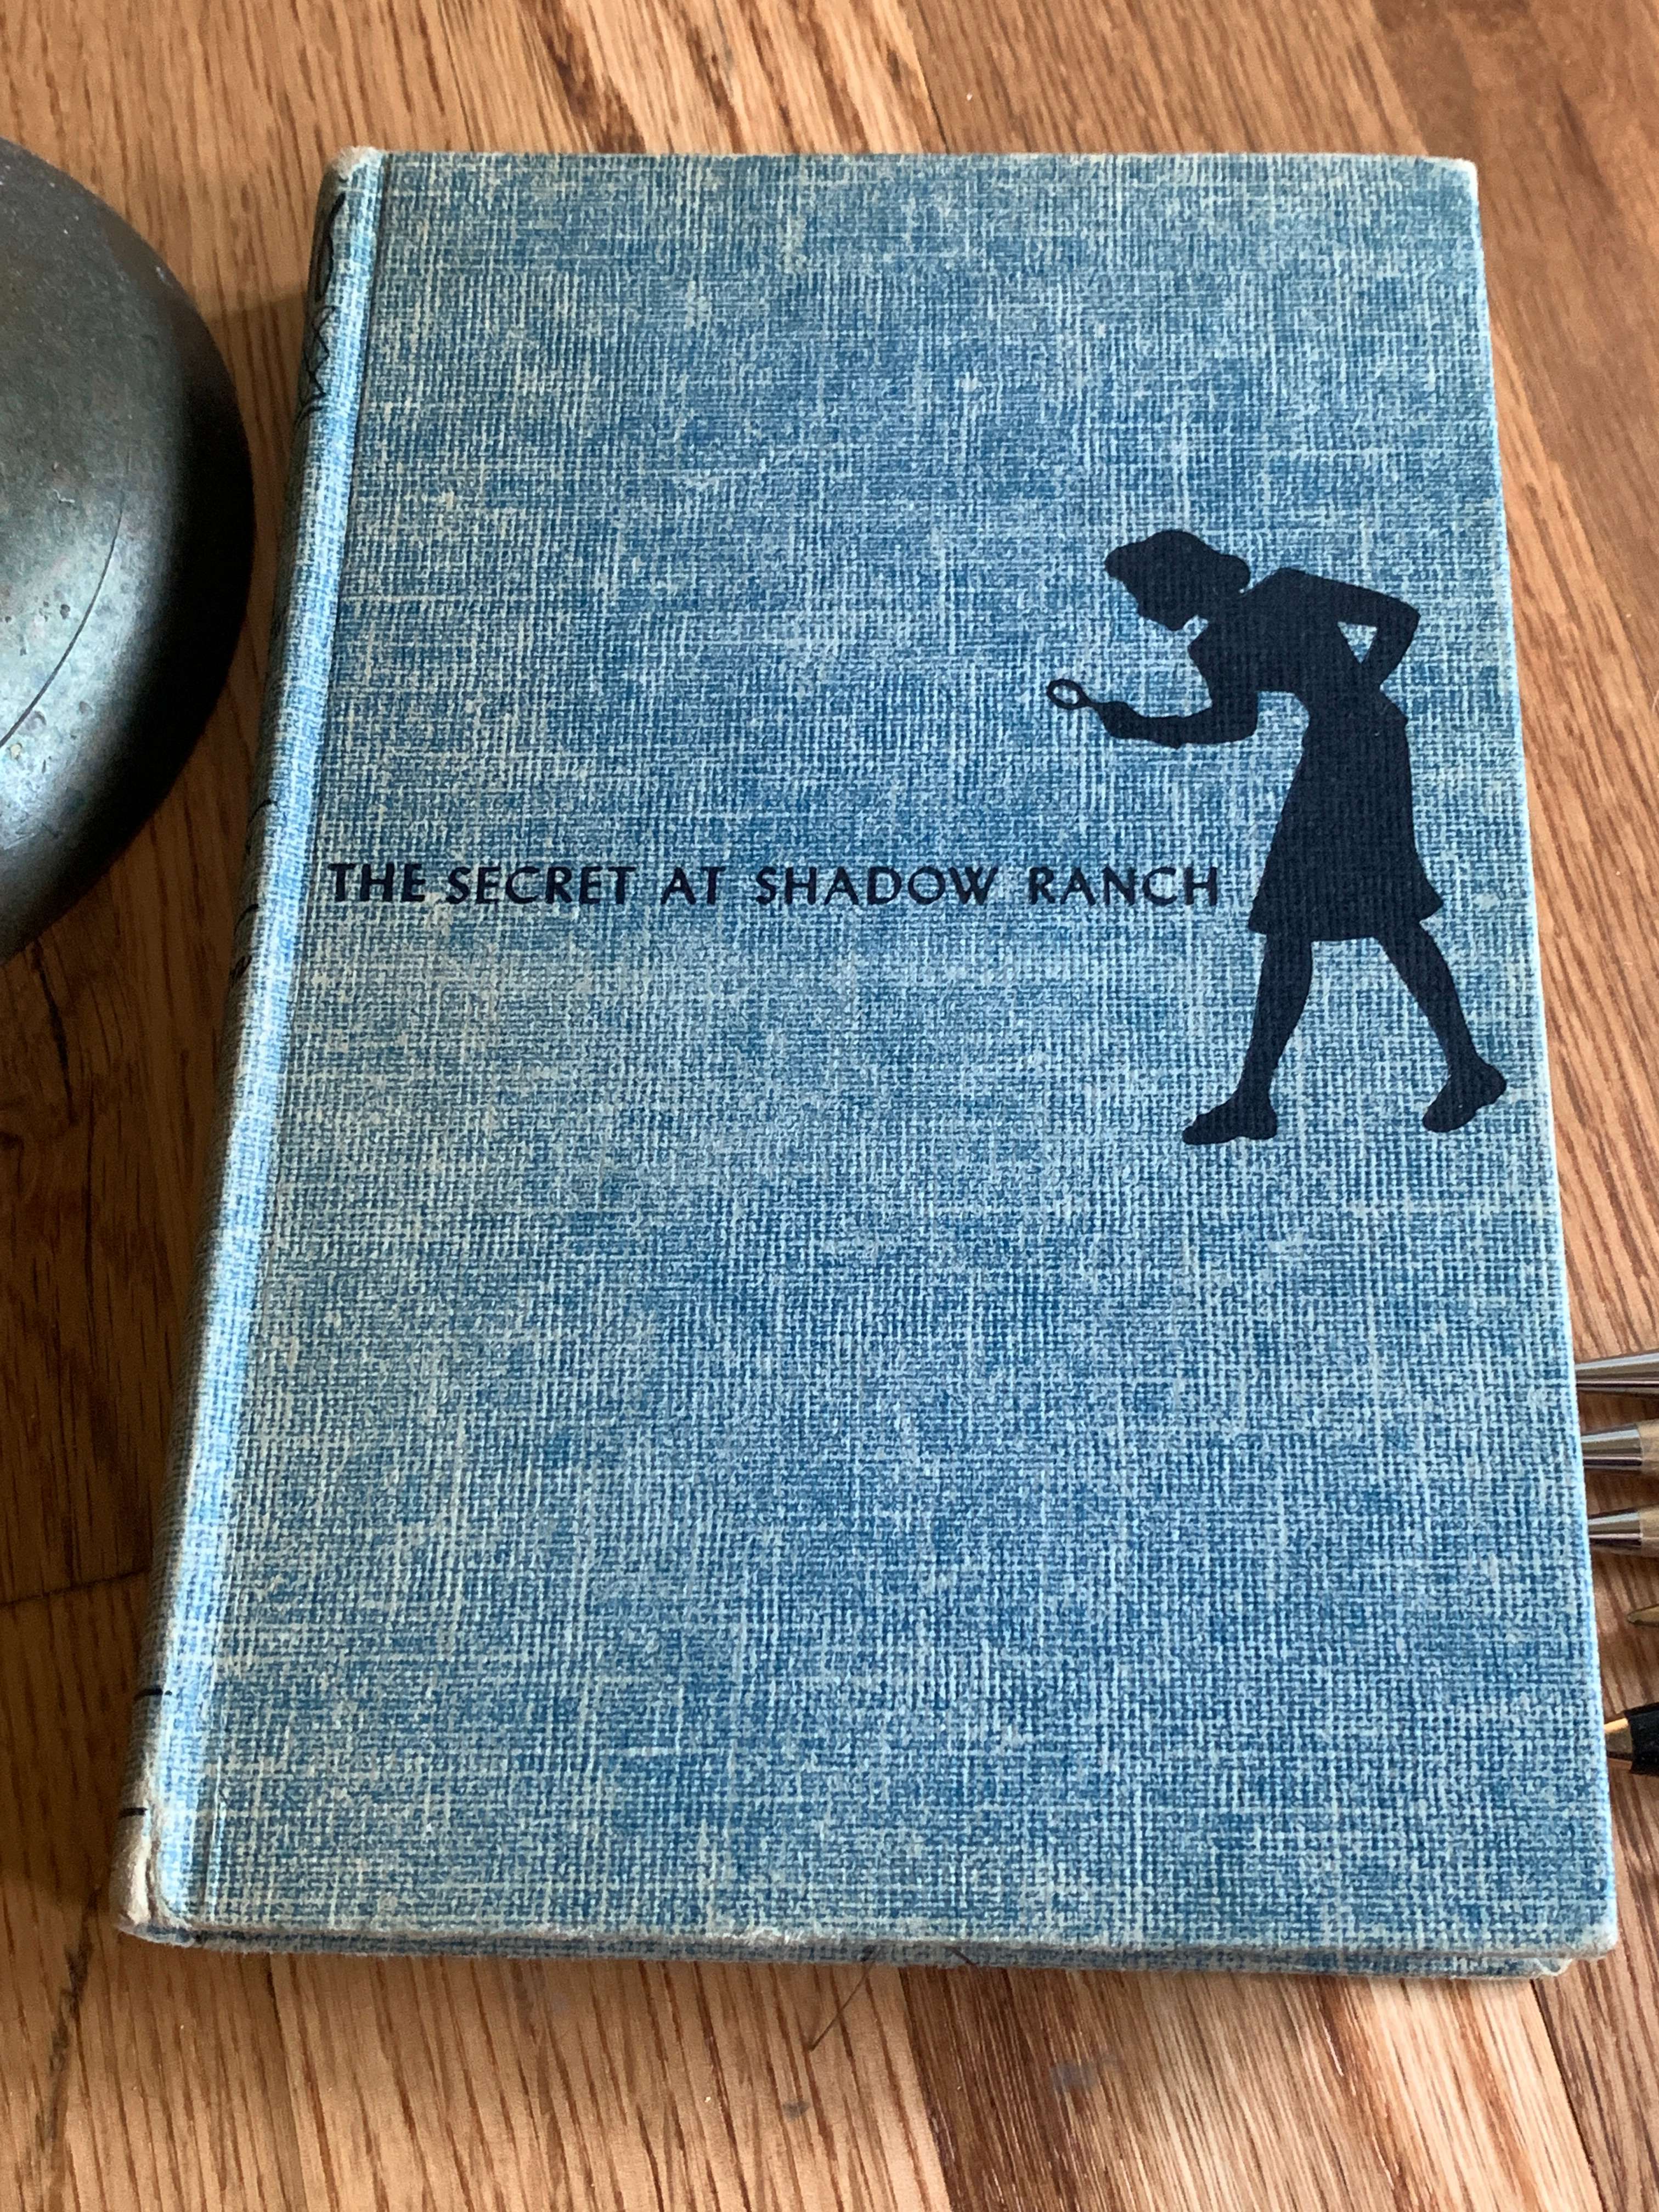 THE SECRET AT SHADOW RANCH